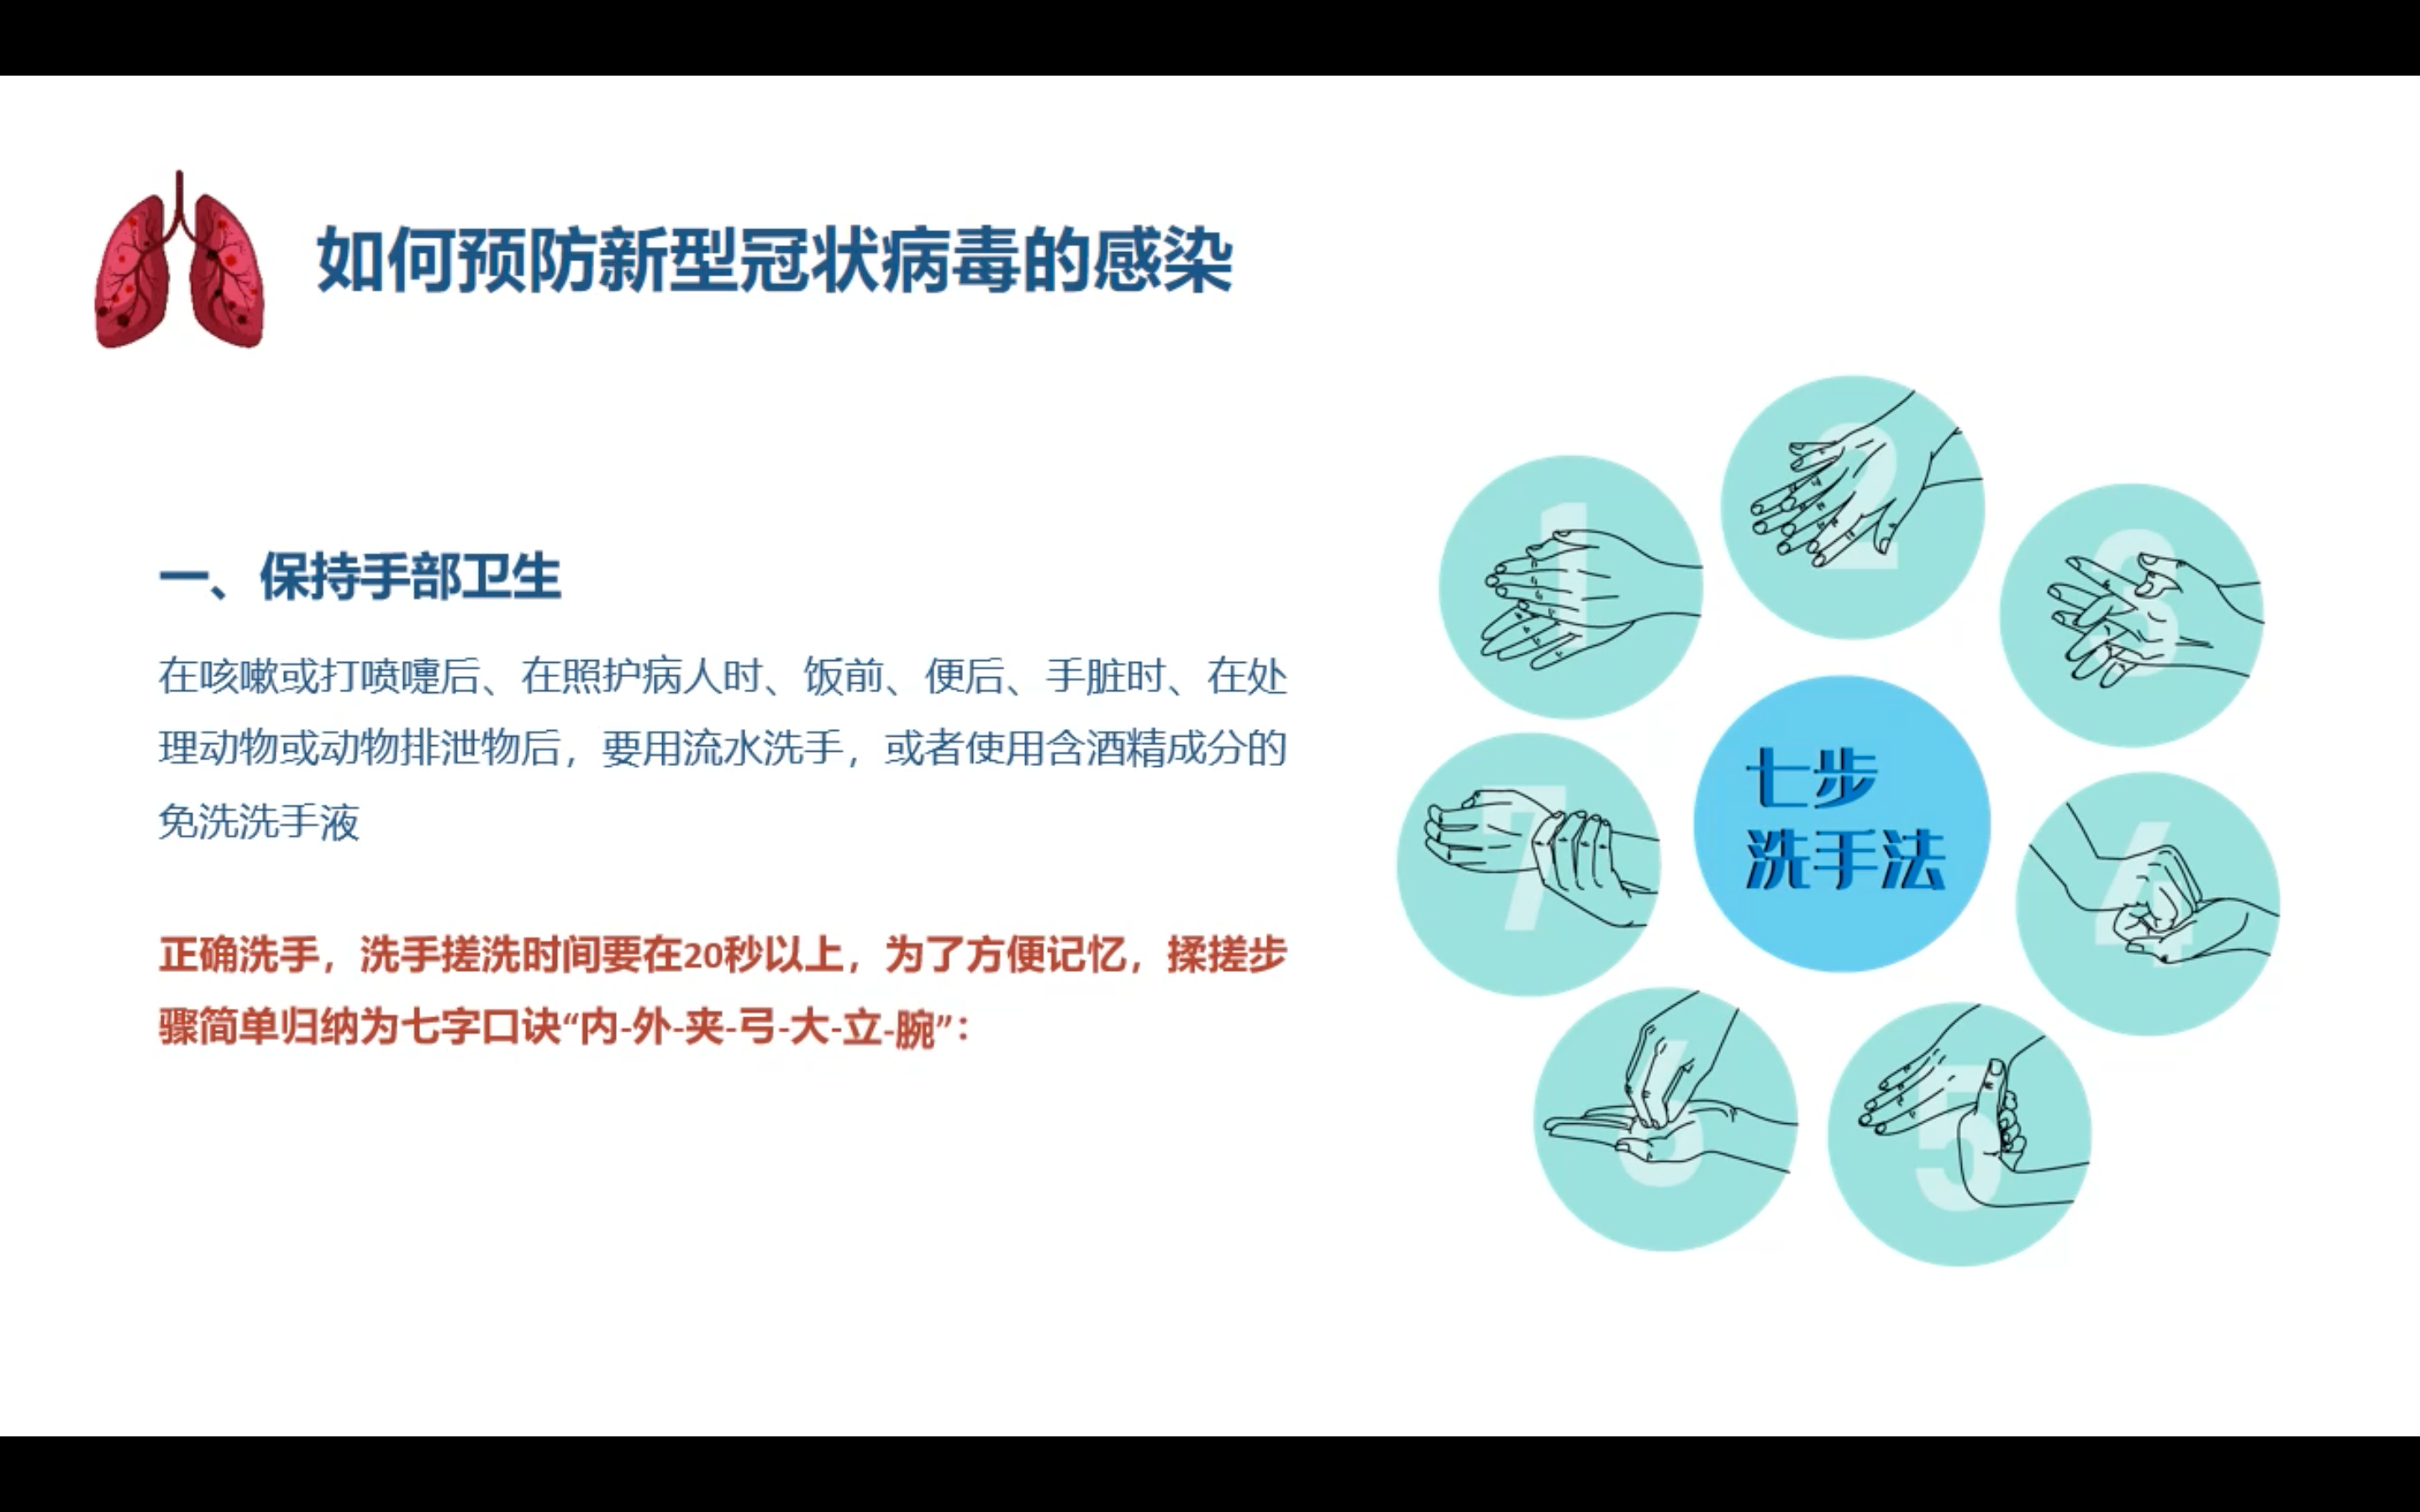 如何预防新型冠状病毒的感染
一、保持手部卫生
在咳嗽或打喷嚏后、在照护病人时、饭前、便后、手脏时、在处
理动物或动物排泄物后，要用流水洗手，或者使用含酒精成分的
免洗洗手液
正确洗手，洗手搓洗时间要在20秒以上，为了方便记忆，揉搓步
骤简单归纳为七字口诀“内-外-夹-弓-大-立-腕”：
1
2
3
4
5
6
7
七步
洗手法